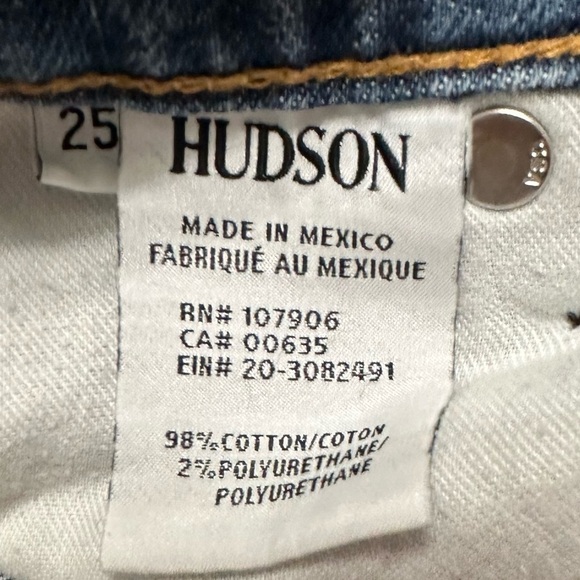 25
HUDSON
MADE IN MEXICO
FABRIQUÉ AU MEXIQUE
RN# 107906
CA# 00635
EIN# 20-3082491
98%COTTON/COTON
2%POLYURETHANE/
POLYURETHANE